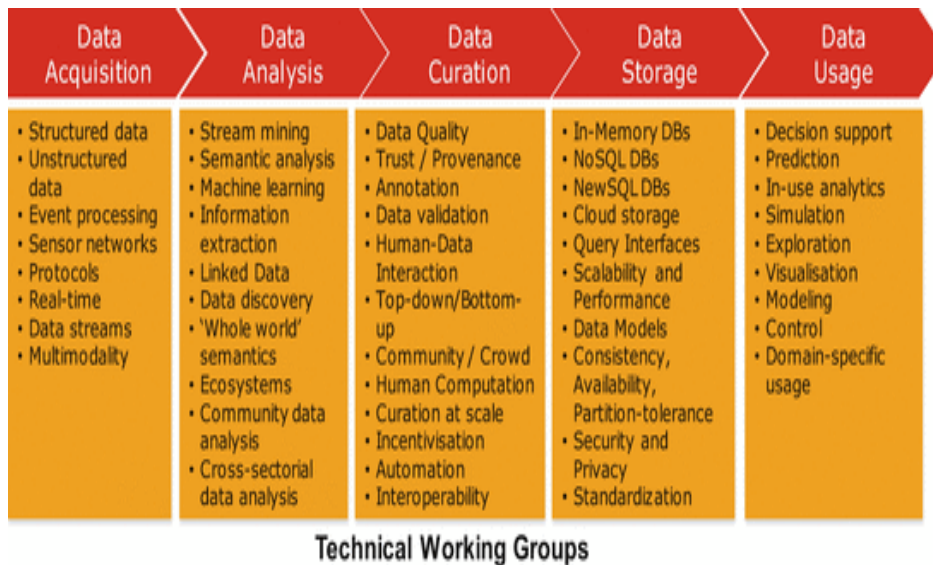 Data
Acquisition
Data
Analysis
Data
Curation
Data
Storage
Data
Usage
• Structured data
• Unstructured
data
• Event processing
• Sensor networks
• Protocols
• Real-time
• Data streams
• Multimodality
• Stream mining
• Semantic analysis
• Machine learning
• Information
extraction
• Linked Data
• Data discovery
• ‘Whole world’
semantics
• Ecosystems
• Community data
analysis
• Cross-sectorial
data analysis
• Data Quality
• Trust / Provenance
• Annotation
• Data validation
• Human-Data
Interaction
• Top-down/Bottom-
up
• Community / Crowd
• Human Computation
• Curation at scale
• Incentivisation
• Automation
• Interoperability
• In-Memory DBs
• NoSQL DBs
• NewSQL DBs
• Cloud storage
• Query Interfaces
• Scalability and
Performance
• Data Models
• Consistency,
Availability,
Partition-tolerance
• Security and
Privacy
• Standardization
• Decision support
• Prediction
• In-use analytics
• Simulation
• Exploration
• Visualisation
• Modeling
• Control
• Domain-specific
usage
Technical Working Groups